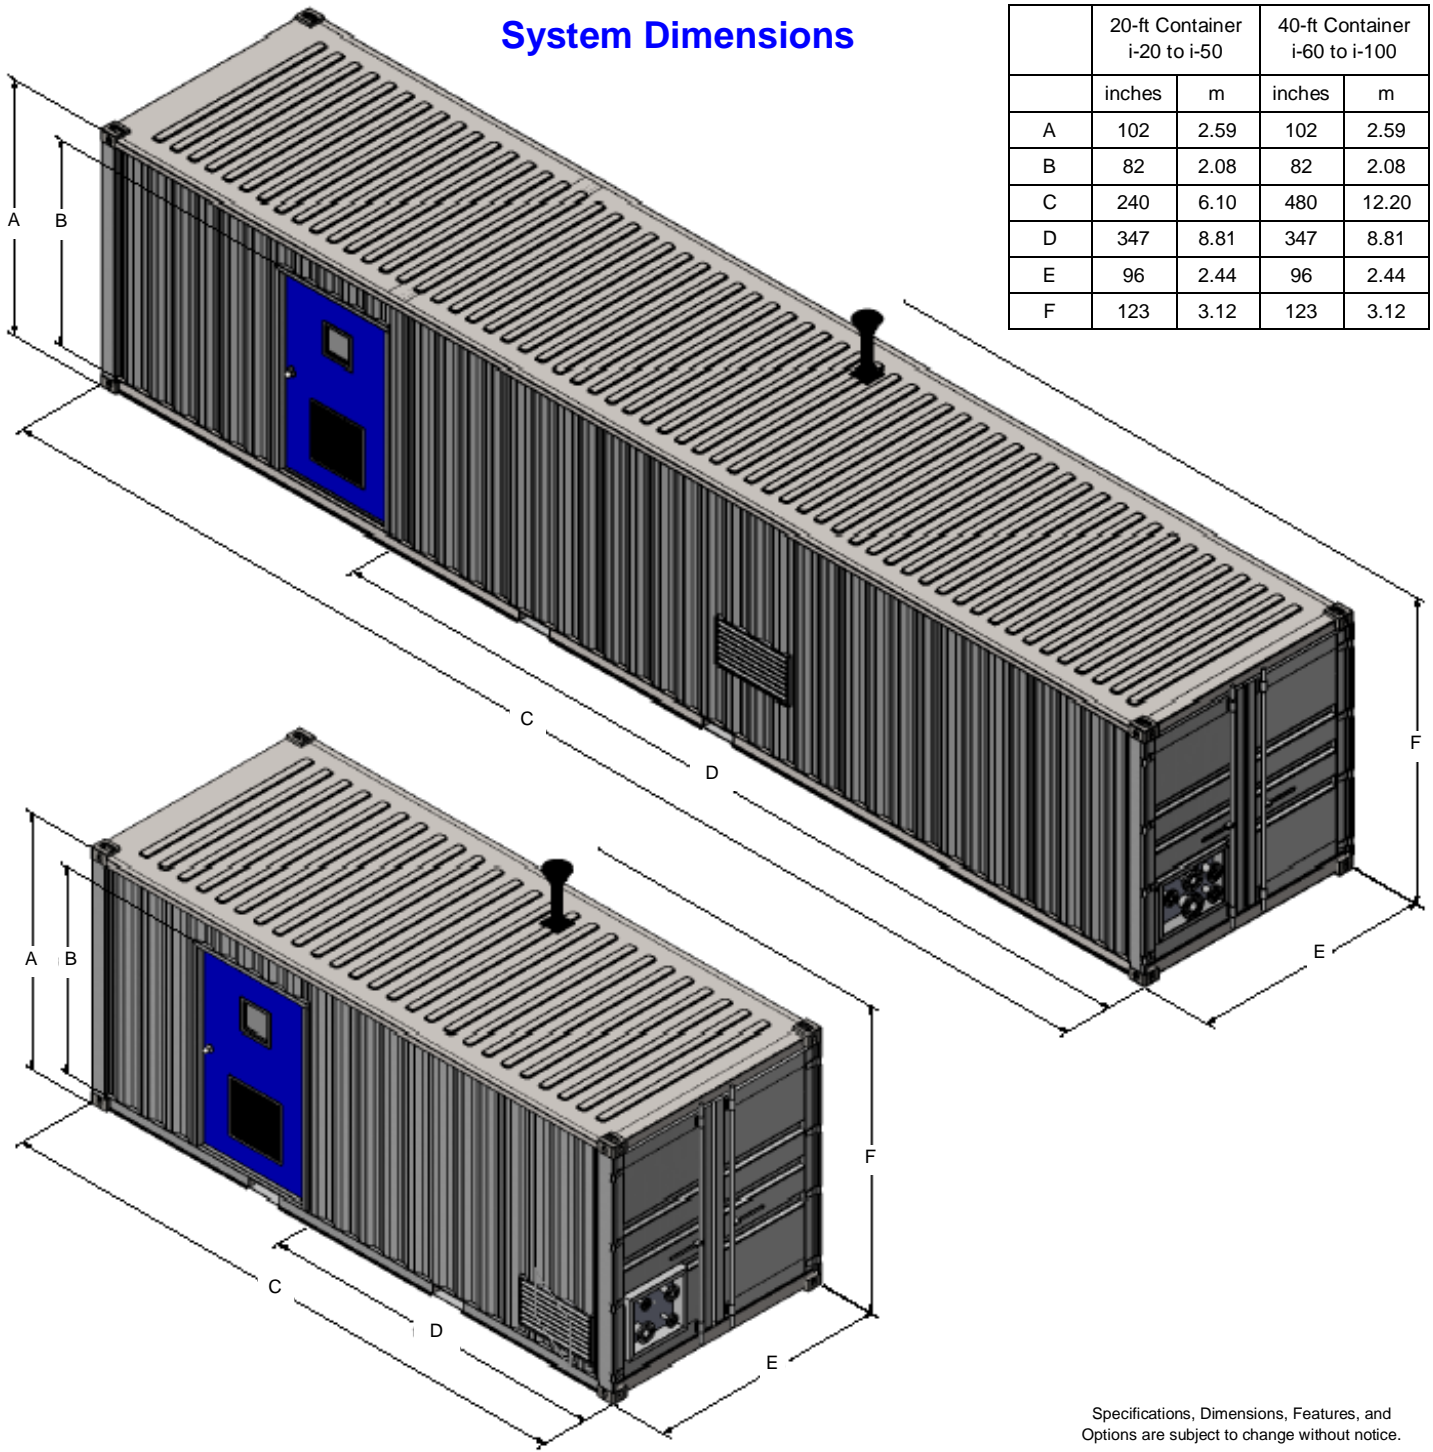 System Dimensions
20-ft Container 40-ft Container
i-20 to i-50 i-60 to i-100
inches m inches m
A 102 2.59 102 2.59
B 82 2.08 82 2.08
C 240 6.10 480 12.20
D 347 8.81 347 8.81
E 96 2.44 96 2.44
F 123 3.12 123 3.12
A
B
C
D
E
F
A
B
C
D
E
F
Specifications, Dimensions, Features, and
Options are subject to change without notice.